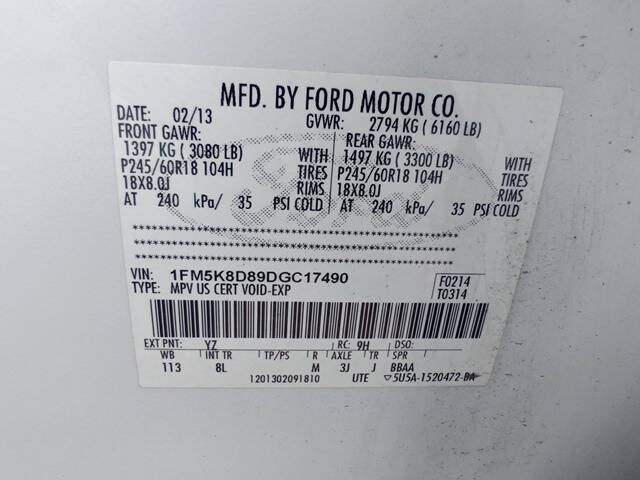 MFD. BY FORD MOTOR CO.
DATE: 02/13 GVWR: 2794 KG ( 6160 LB)
FRONT GAWR: REAR GAWR:
1397 KG ( 3080 LB) WITH 1497 KG ( 3300 LB) WITH
P245/60R18 104H TIRES P245/60R18 104H TIRES
18X8.0J RIMS 18X8.0J RIMS
AT 240 kPa/ 35 PSI COLD AT 240 kPa/ 35 PSI COLD
VIN: 1FM5K8D89DGC17490 F0214
TYPE: MPV US CERT VOID-EXP T0314
EXT PNT: YZ RC: 9H DSO:
WB INT TR TP/PS R AXLE TR SPR
113 8L M 3J J BBAA
1201302091810 UTE ▽5U5A-1520472-BA